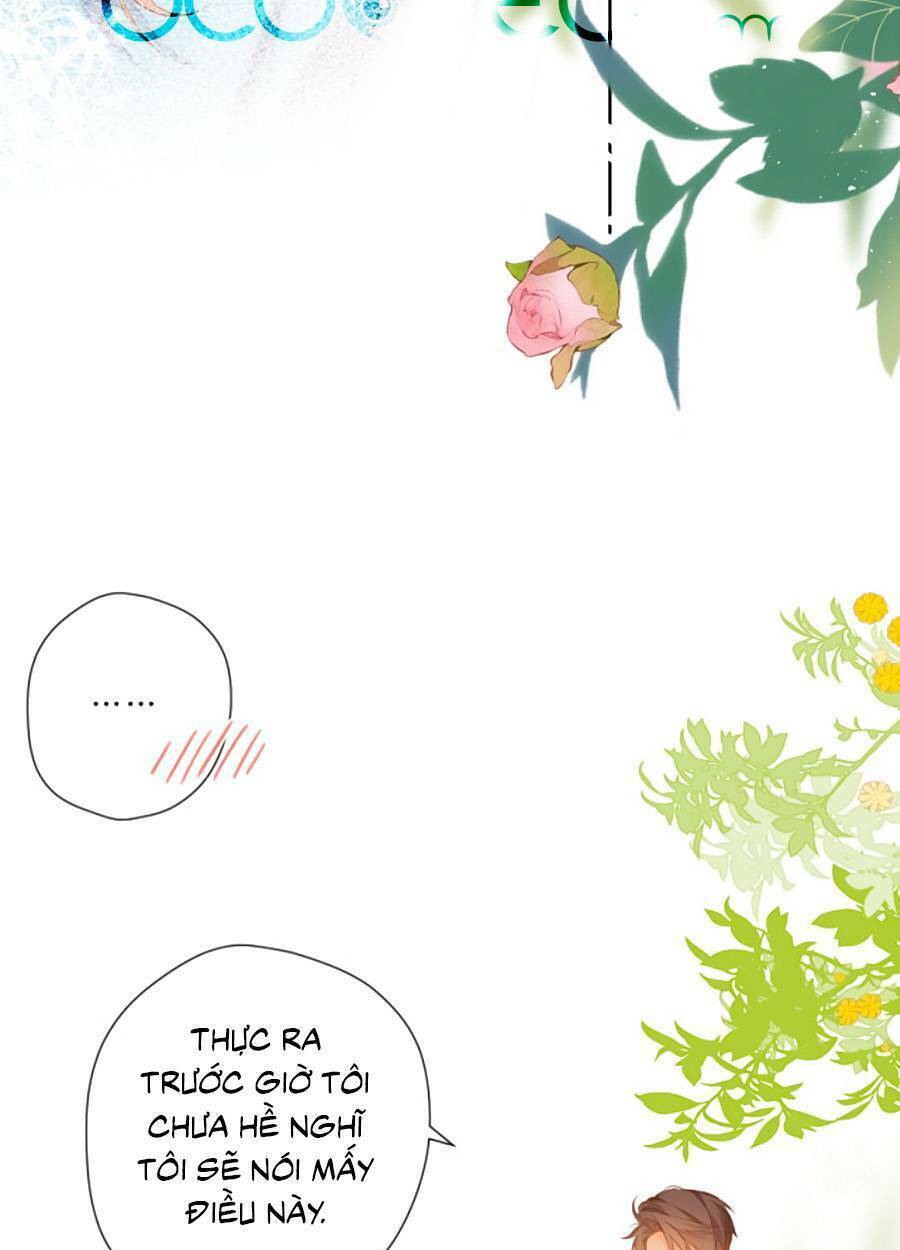 ......
THỰC RA
TRƯỚC GIỜ TÔI
CHƯA HỀ NGHĨ
TÔI SẼ NÓI MẤY
ĐIỀU NÀY.